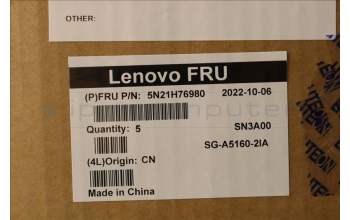 OTHER:
Lenovo FRU
(P)FRU P/N: 5N21H76980 2022-10-06
Quantity: 5 SN3A00
SG-A5160-2IA
(4L)Origin: CN
Made in China